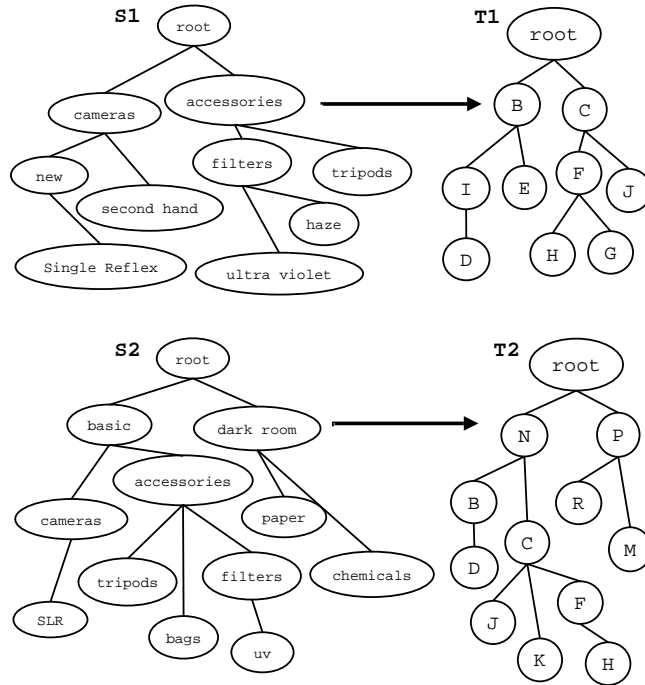 S1
root
cameras
accessories
new
second hand
filters
tripods
haze
Single Reflex
ultra violet
T1
root
B
C
I
E
F
J
D
H
G
S2
root
basic
dark room
accessories
cameras
paper
tripods
filters
chemicals
SLR
bags
uv
T2
root
N
P
B
R
C
D
M
J
F
K
H